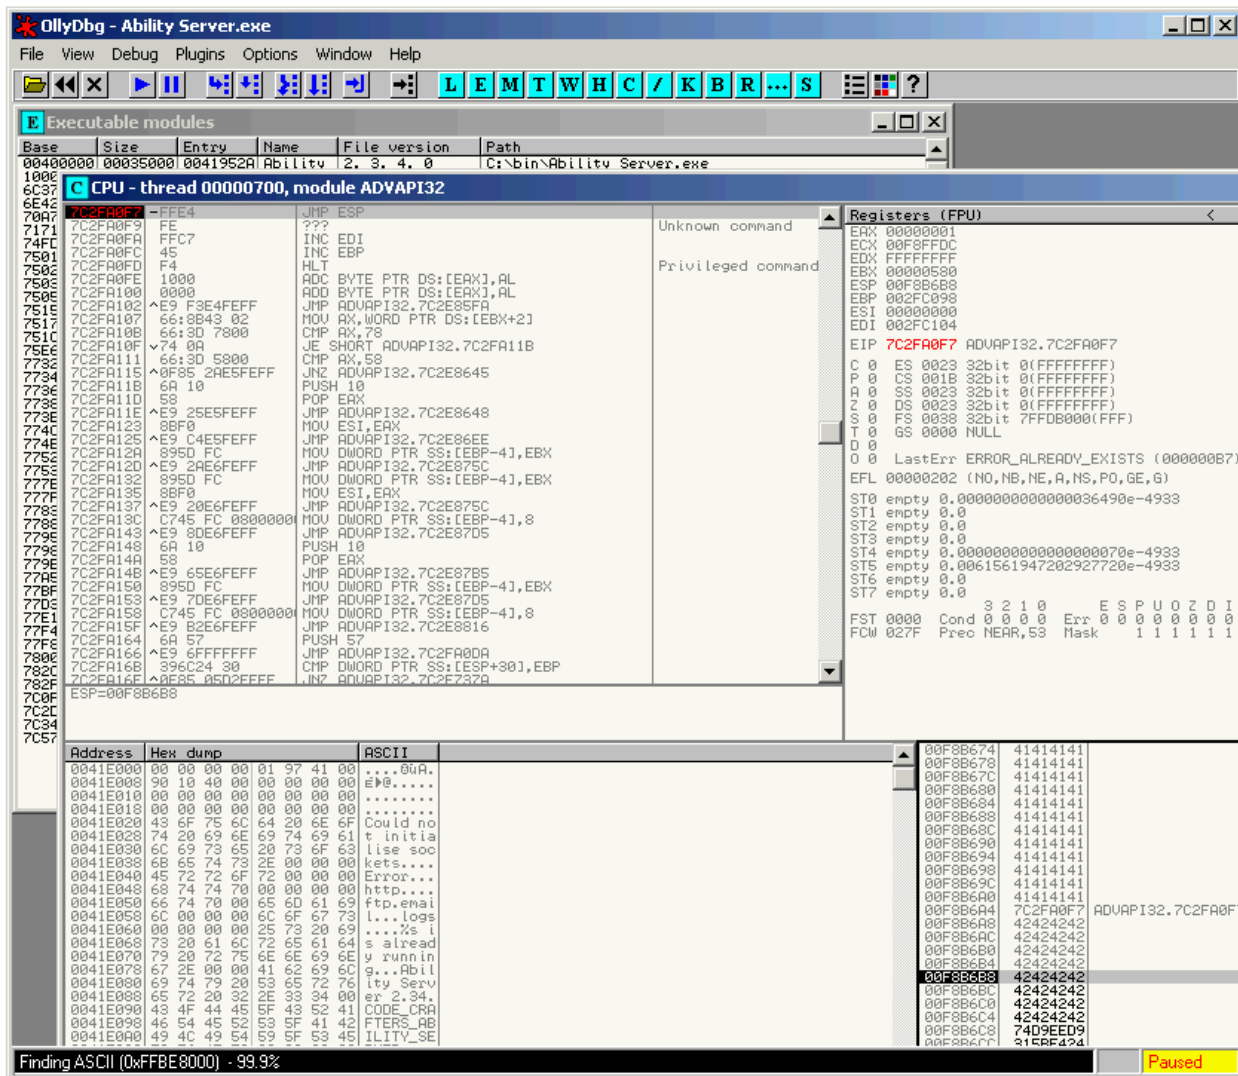 OllyDbg - Ability Server.exe
File View Debug Plugins Options Window Help
L E M T W H C / K B R ... S ?
E Executable modules
Base Size Entry Name File version Path
00400000 00035000 0041952A Ability 2. 3. 4. 0 C:\bin\Ability Server.exe
C CPU - thread 00000700, module ADVAPI32
7C2FA0F7 -FFE4 JMP ESP
7C2FA0F9 FE ??? Unknown command
7C2FA0FA FFC7 INC EDI
7C2FA0FC 45 INC EBP
7C2FA0FD F4 HLT Privileged command
7C2FA0FE 1000 ADC BYTE PTR DS:[EAX],AL
7C2FA100 0000 ADD BYTE PTR DS:[EAX],AL
7C2FA102 ^E9 F3E4FEFF JMP ADVAPI32.7C2E85FA
7C2FA107 66:8B43 02 MOV AX,WORD PTR DS:[EBX+2]
7C2FA10B 66:3D 7800 CMP AX,78
7C2FA10F v74 0A JE SHORT ADVAPI32.7C2FA11B
7C2FA111 66:3D 5800 CMP AX,58
7C2FA115 ^0F85 2AE5FEFF JNZ ADVAPI32.7C2E8645
7C2FA11B 6A 10 PUSH 10
7C2FA11D 58 POP EAX
7C2FA11E ^E9 25E5FEFF JMP ADVAPI32.7C2E8648
7C2FA123 8BF0 MOV ESI,EAX
7C2FA125 ^E9 C4E5FEFF JMP ADVAPI32.7C2E86EE
7C2FA12A 895D FC MOV DWORD PTR SS:[EBP-4],EBX
7C2FA12D ^E9 2AE6FEFF JMP ADVAPI32.7C2E875C
7C2FA132 895D FC MOV DWORD PTR SS:[EBP-4],EBX
7C2FA135 8BF0 MOV ESI,EAX
7C2FA137 ^E9 20E6FEFF JMP ADVAPI32.7C2E875C
7C2FA13C C745 FC 0800000 MOV DWORD PTR SS:[EBP-4],8
7C2FA143 ^E9 8DE6FEFF JMP ADVAPI32.7C2E87D5
7C2FA148 6A 10 PUSH 10
7C2FA14A 58 POP EAX
7C2FA14B ^E9 65E6FEFF JMP ADVAPI32.7C2E87B5
7C2FA150 895D FC MOV DWORD PTR SS:[EBP-4],EBX
7C2FA153 ^E9 7DE6FEFF JMP ADVAPI32.7C2E87D5
7C2FA158 C745 FC 0800000 MOV DWORD PTR SS:[EBP-4],8
7C2FA15F ^E9 B2E6FEFF JMP ADVAPI32.7C2E8816
7C2FA164 6A 57 PUSH 57
7C2FA166 ^E9 6FFFFFFF JMP ADVAPI32.7C2FA0DA
7C2FA16B 396C24 30 CMP DWORD PTR SS:[ESP+30],EBP
7C2FA16F ^0F85 05D2FFFF JNZ ADVAPI32.7C2F737A
ESP=00F8B6B8
Registers (FPU) <
EAX 00000001
ECX 00F8FFDC
EDX FFFFFFFF
EBX 00000580
ESP 00F8B6B8
EBP 002FC098
ESI 00000000
EDI 002FC104
EIP 7C2FA0F7 ADVAPI32.7C2FA0F7
C 0 ES 0023 32bit 0(FFFFFFFF)
P 0 CS 001B 32bit 0(FFFFFFFF)
A 0 SS 0023 32bit 0(FFFFFFFF)
Z 0 DS 0023 32bit 0(FFFFFFFF)
S 0 FS 0038 32bit 7FFDB000(FFF)
T 0 GS 0000 NULL
D 0
O 0 LastErr ERROR_ALREADY_EXISTS (000000B7)
EFL 00000202 (NO,NB,NE,A,NS,PO,GE,G)
ST0 empty 0.0000000000000036490e-4933
ST1 empty 0.0
ST2 empty 0.0
ST3 empty 0.0
ST4 empty 0.0000000000000000070e-4933
ST5 empty 0.0061561947202927720e-4933
ST6 empty 0.0
ST7 empty 0.0
3 2 1 0 E S P U O Z D I
FST 0000 Cond 0 0 0 0 Err 0 0 0 0 0 0 0 0
FCW 027F Prec NEAR,53 Mask 1 1 1 1 1 1
Address Hex dump ASCII
0041E000 00 00 00 00 01 97 41 00
0041E008 90 10 40 00 00 00 00 00
0041E010 00 00 00 00 00 00 00 00 ........
0041E018 00 00 00 00 00 00 00 00 ........
0041E020 43 6F 75 6C 64 20 6E 6F Could no
0041E028 74 20 69 6E 69 74 69 61 t initia
0041E030 6C 69 73 65 20 73 6F 63 lise soc
0041E038 6B 65 74 73 2E 00 00 00 kets....
0041E040 45 72 72 6F 72 00 00 00 Error...
0041E048 68 74 74 70 00 00 00 00 http....
0041E050 66 74 70 00 65 6D 61 69 ftp.emai
0041E058 6C 00 00 00 6C 6F 67 73 l...logs
0041E060 00 00 00 00 25 73 20 69 ....%s i
0041E068 73 20 61 6C 72 65 61 64 s alread
0041E070 79 20 72 75 6E 6E 69 6E y runnin
0041E078 67 2E 00 00 41 62 69 6C g...Abil
0041E080 69 74 79 20 53 65 72 76 ity Serv
0041E088 65 72 20 32 2E 33 34 00 er 2.34.
0041E090 43 4F 44 45 5F 43 52 41 CODE_CRA
0041E098 46 54 45 52 53 5F 41 42 FTERS_AB
0041E0A0 49 4C 49 54 59 5F 53 45 ILITY_SE
00F8B674 41414141
00F8B678 41414141
00F8B67C 41414141
00F8B680 41414141
00F8B684 41414141
00F8B688 41414141
00F8B68C 41414141
00F8B690 41414141
00F8B694 41414141
00F8B698 41414141
00F8B69C 41414141
00F8B6A0 41414141
00F8B6A4 7C2FA0F7 ADVAPI32.7C2FA0F
00F8B6A8 42424242
00F8B6AC 42424242
00F8B6B0 42424242
00F8B6B4 42424242
00F8B6B8 42424242
00F8B6BC 42424242
00F8B6C0 42424242
00F8B6C4 42424242
00F8B6C8 74D9EED9
00F8B6CC 315BF424
Finding ASCII (0xFFBE8000) - 99.9%
Paused